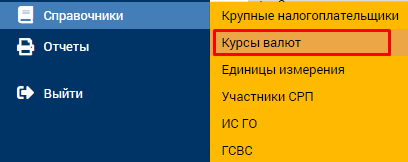 Справочники
Отчеты
Выйти
Крупные налогоплательщики
Курсы валют
Единицы измерения
Участники СРП
ИС ГО
ГСВС